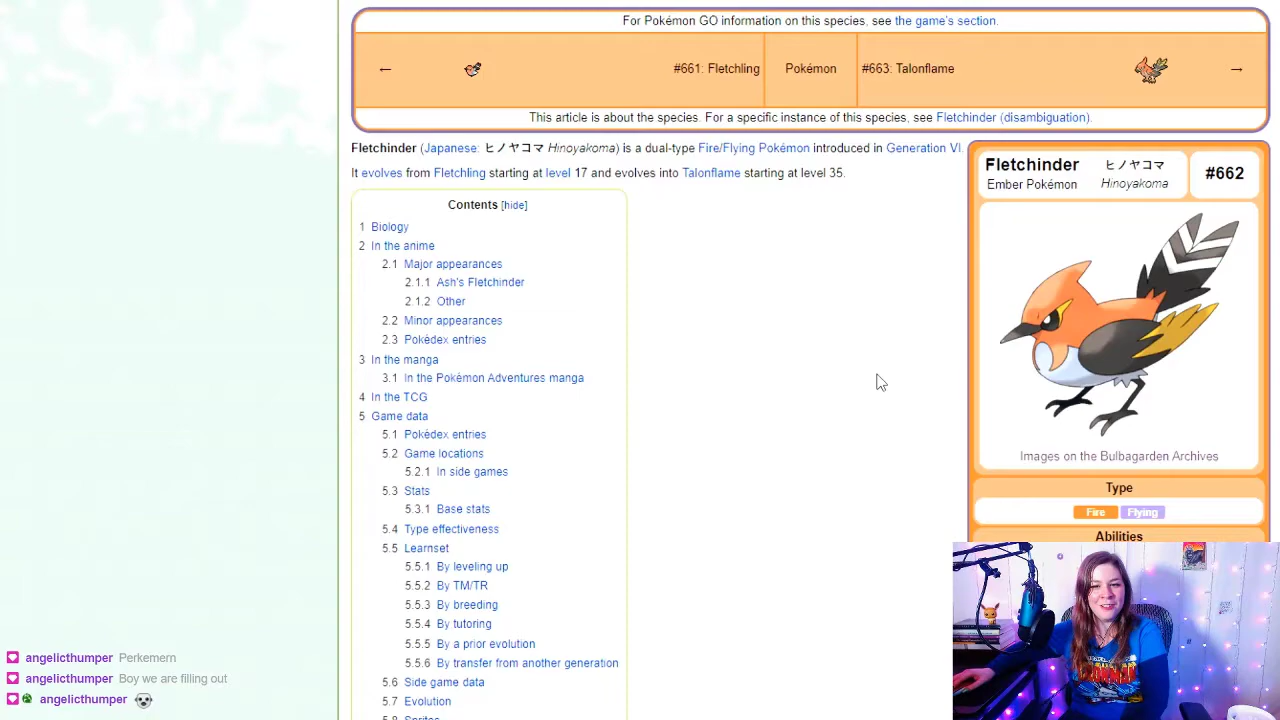 For Pokémon GO information on this species, see the game's section.
← #661: Fletchling Pokémon #663: Talonflame →
This article is about the species. For a specific instance of this species, see Fletchinder (disambiguation).
Fletchinder (Japanese: ヒノヤコマ Hinoyakoma) is a dual-type Fire/Flying Pokémon introduced in Generation VI.
It evolves from Fletchling starting at level 17 and evolves into Talonflame starting at level 35.
Contents [hide]
1 Biology
2 In the anime
2.1 Major appearances
2.1.1 Ash's Fletchinder
2.1.2 Other
2.2 Minor appearances
2.3 Pokédex entries
3 In the manga
3.1 In the Pokémon Adventures manga
4 In the TCG
5 Game data
5.1 Pokédex entries
5.2 Game locations
5.2.1 In side games
5.3 Stats
5.3.1 Base stats
5.4 Type effectiveness
5.5 Learnset
5.5.1 By leveling up
5.5.2 By TM/TR
5.5.3 By breeding
5.5.4 By tutoring
5.5.5 By a prior evolution
5.5.6 By transfer from another generation
5.6 Side game data
5.7 Evolution
5.8 Sprites
Fletchinder ヒノヤコマ #662
Ember Pokémon Hinoyakoma
Images on the Bulbagarden Archives
Type
Fire Flying
Abilities
angelicthumper Perkemern
angelicthumper Boy we are filling out
angelicthumper